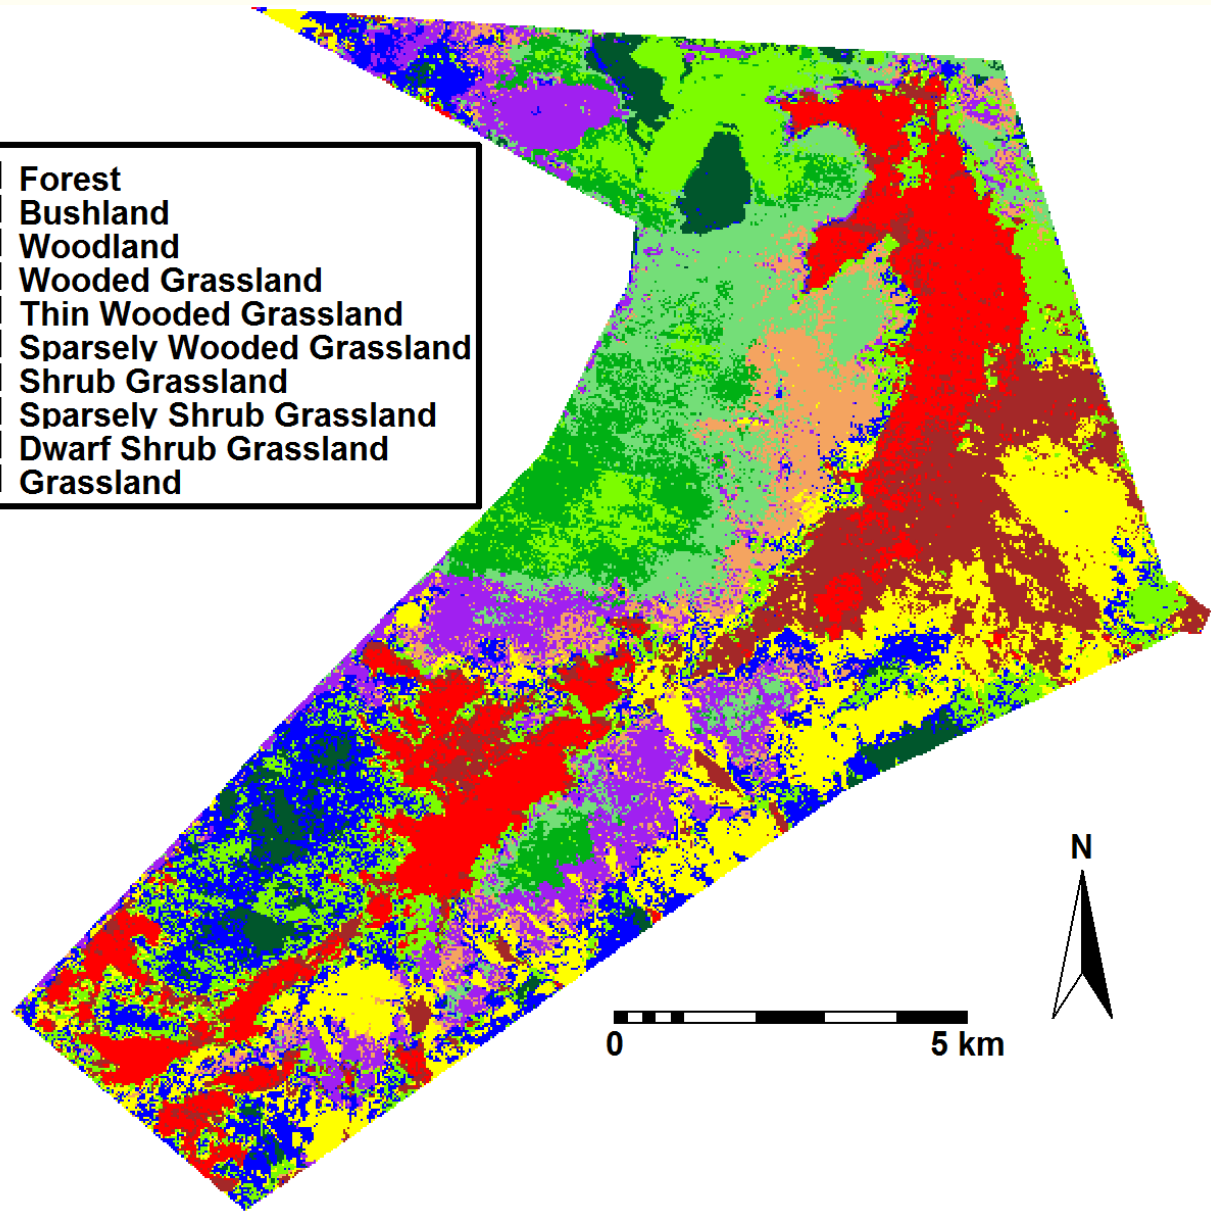 Forest
Bushland
Woodland
Wooded Grassland
Thin Wooded Grassland
Sparsely Wooded Grassland
Shrub Grassland
Sparsely Shrub Grassland
Dwarf Shrub Grassland
Grassland
N
0 5 km